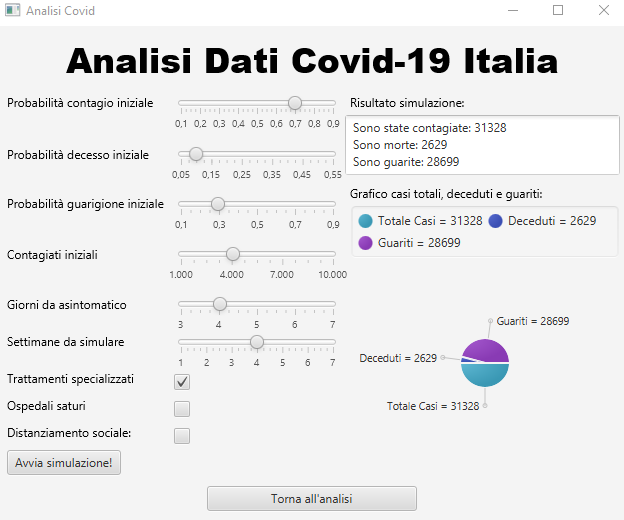 Analisi Covid
Analisi Dati Covid-19 Italia
Probabilità contagio iniziale
0,1 0,2 0,3 0,4 0,5 0,6 0,7 0,8 0,9
Probabilità decesso iniziale
0,05 0,15 0,25 0,35 0,45 0,55
Probabilità guarigione iniziale
0,1 0,3 0,5 0,7 0,9
Contagiati iniziali
1.000 4.000 7.000 10.000
Giorni da asintomatico
3 4 5 6 7
Settimane da simulare
1 2 3 4 5 6 7
Trattamenti specializzati
Ospedali saturi
Distanziamento sociale:
Avvia simulazione!
Risultato simulazione:
Sono state contagiate: 31328
Sono morte: 2629
Sono guarite: 28699
Grafico casi totali, deceduti e guariti:
Totale Casi = 31328 Deceduti = 2629
Guariti = 28699
Guariti = 28699
Deceduti = 2629
Totale Casi = 31328
Torna all'analisi